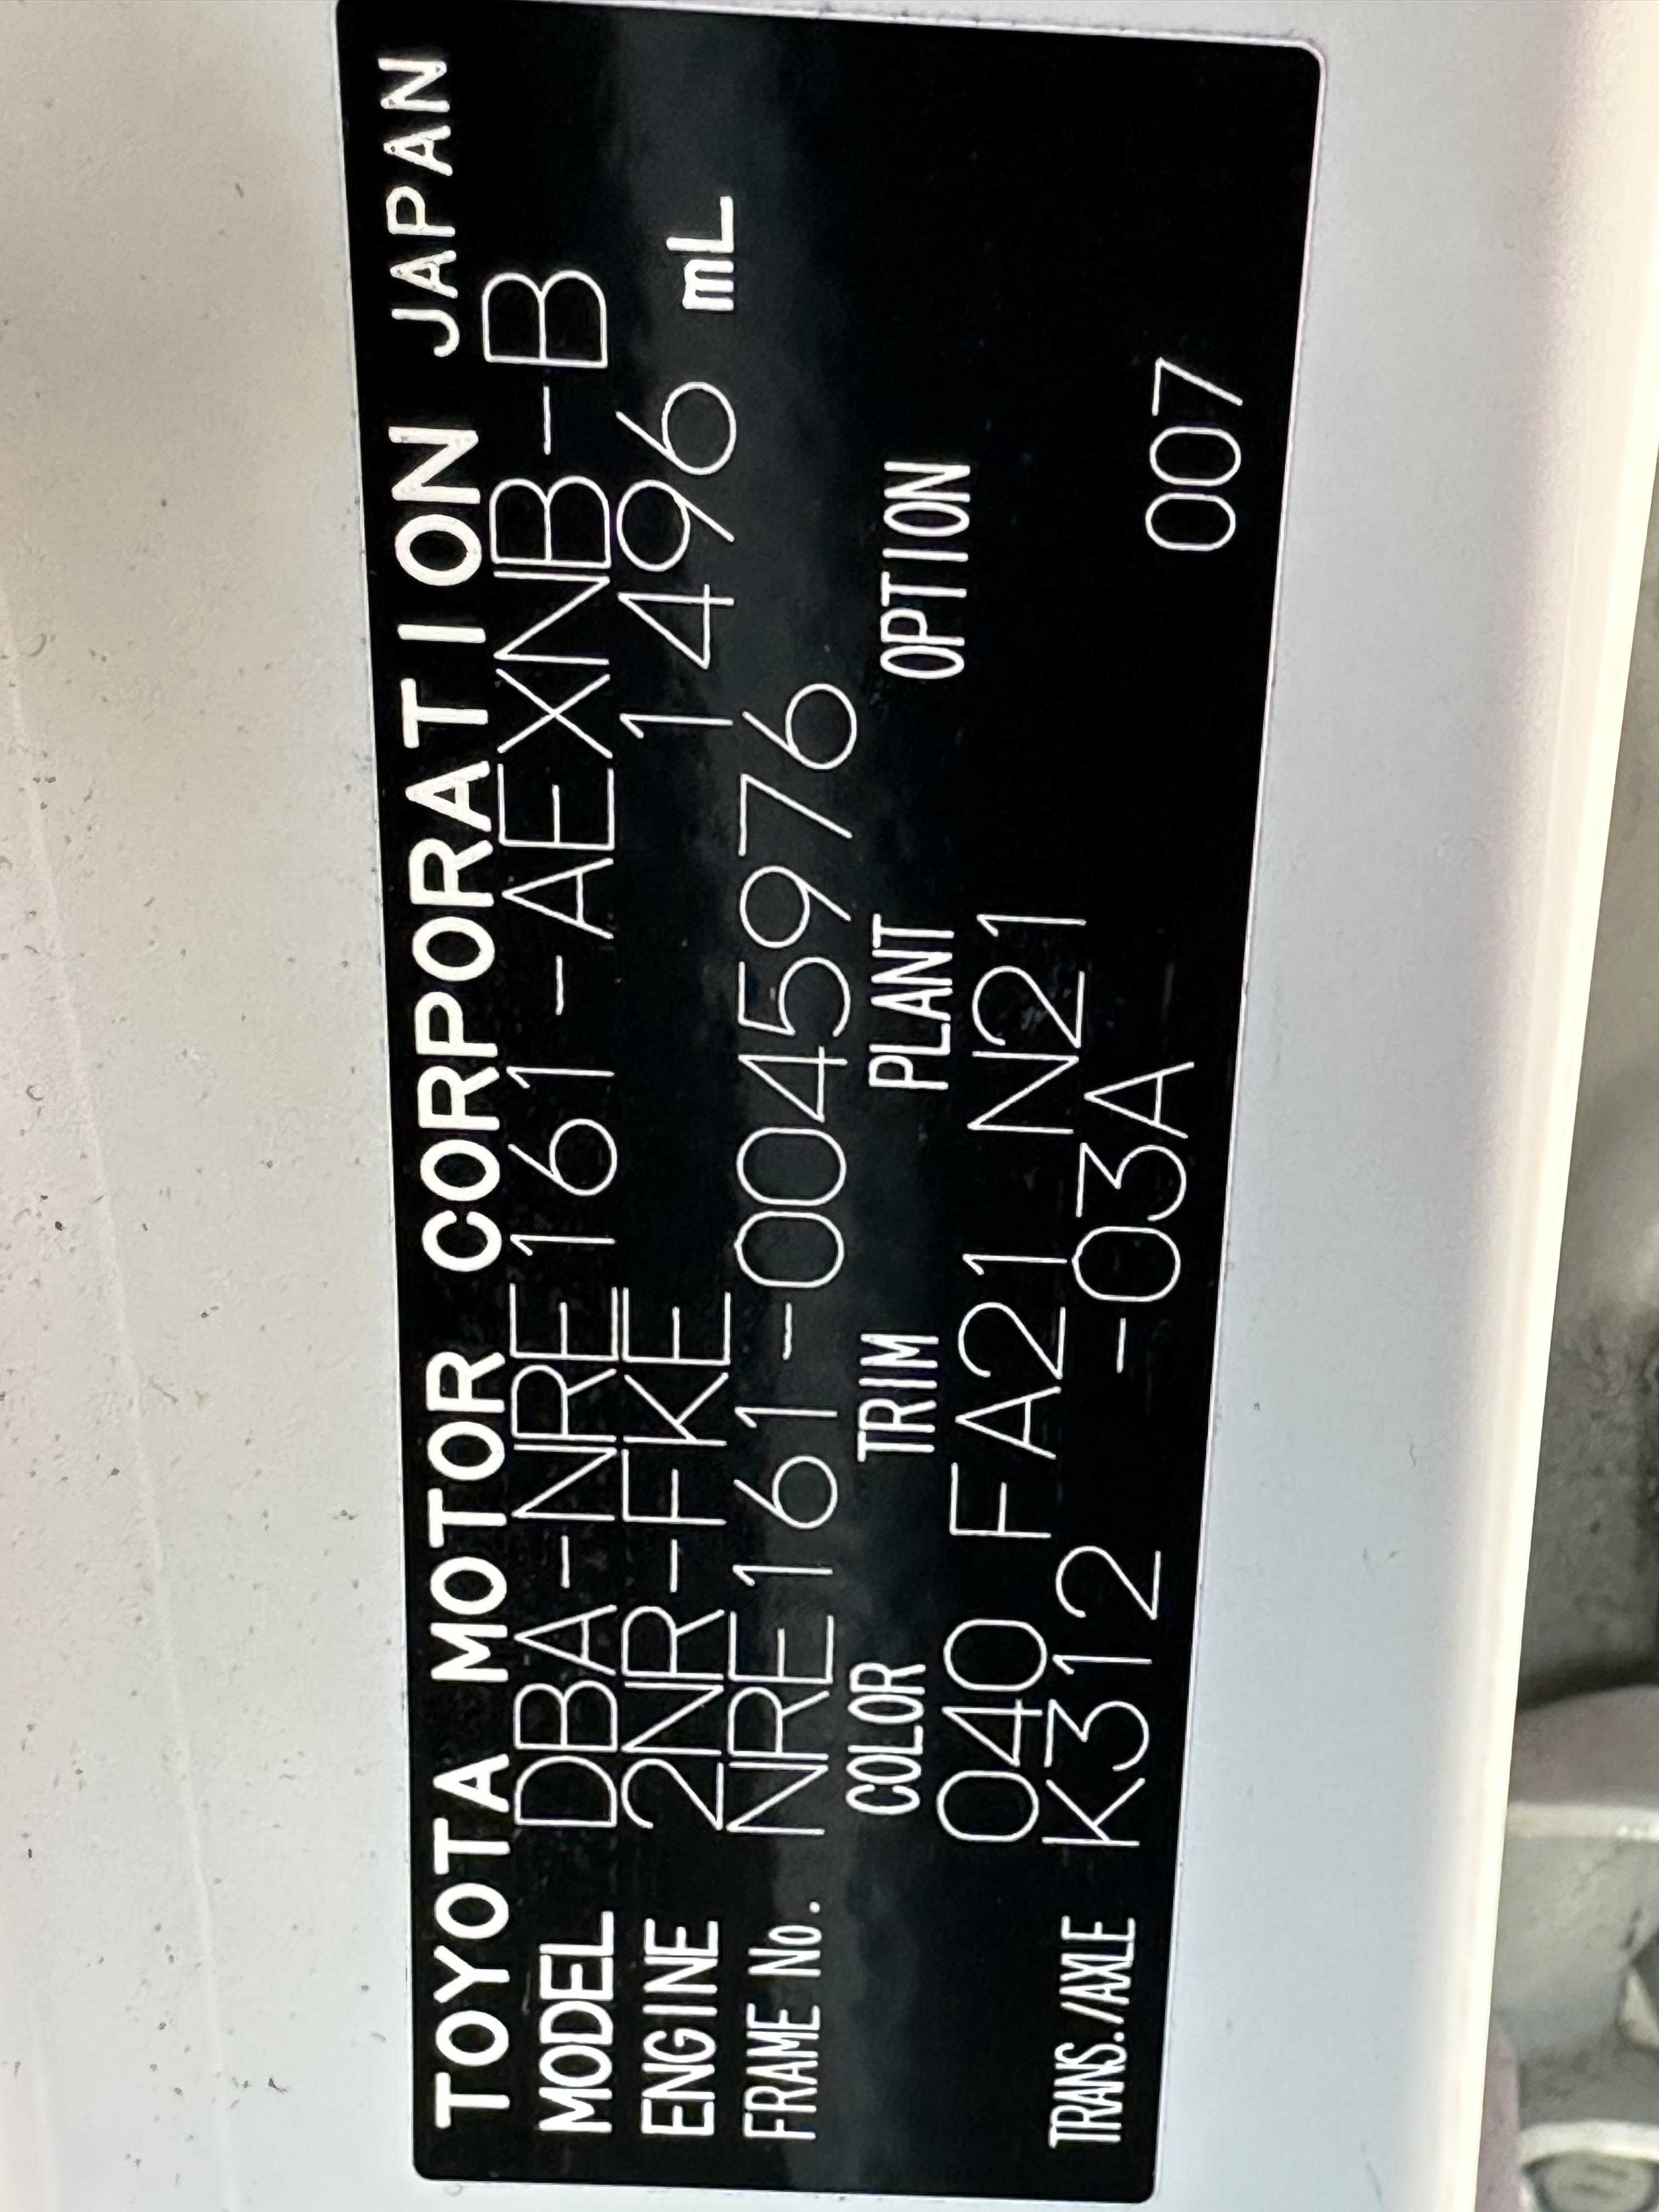 TOYOTA MOTOR CORPORATION JAPAN
MODEL DBA-NRE161-AEXNB-B
ENGINE 2NR-FKE 1496 mL
FRAME No. NRE161-0045976
COLOR TRIM PLANT OPTION
040 FA21 N21
TRANS./AXLE K312 -03A 007